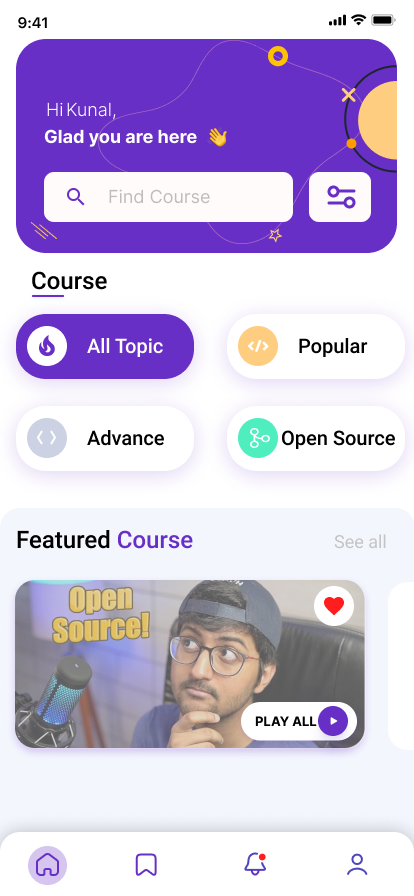 9:41
Hi Kunal,
Glad you are here 👋
Find Course
Course
All Topic
Popular
Advance
Open Source
Featured Course
See all
Open
Source!
PLAY ALL